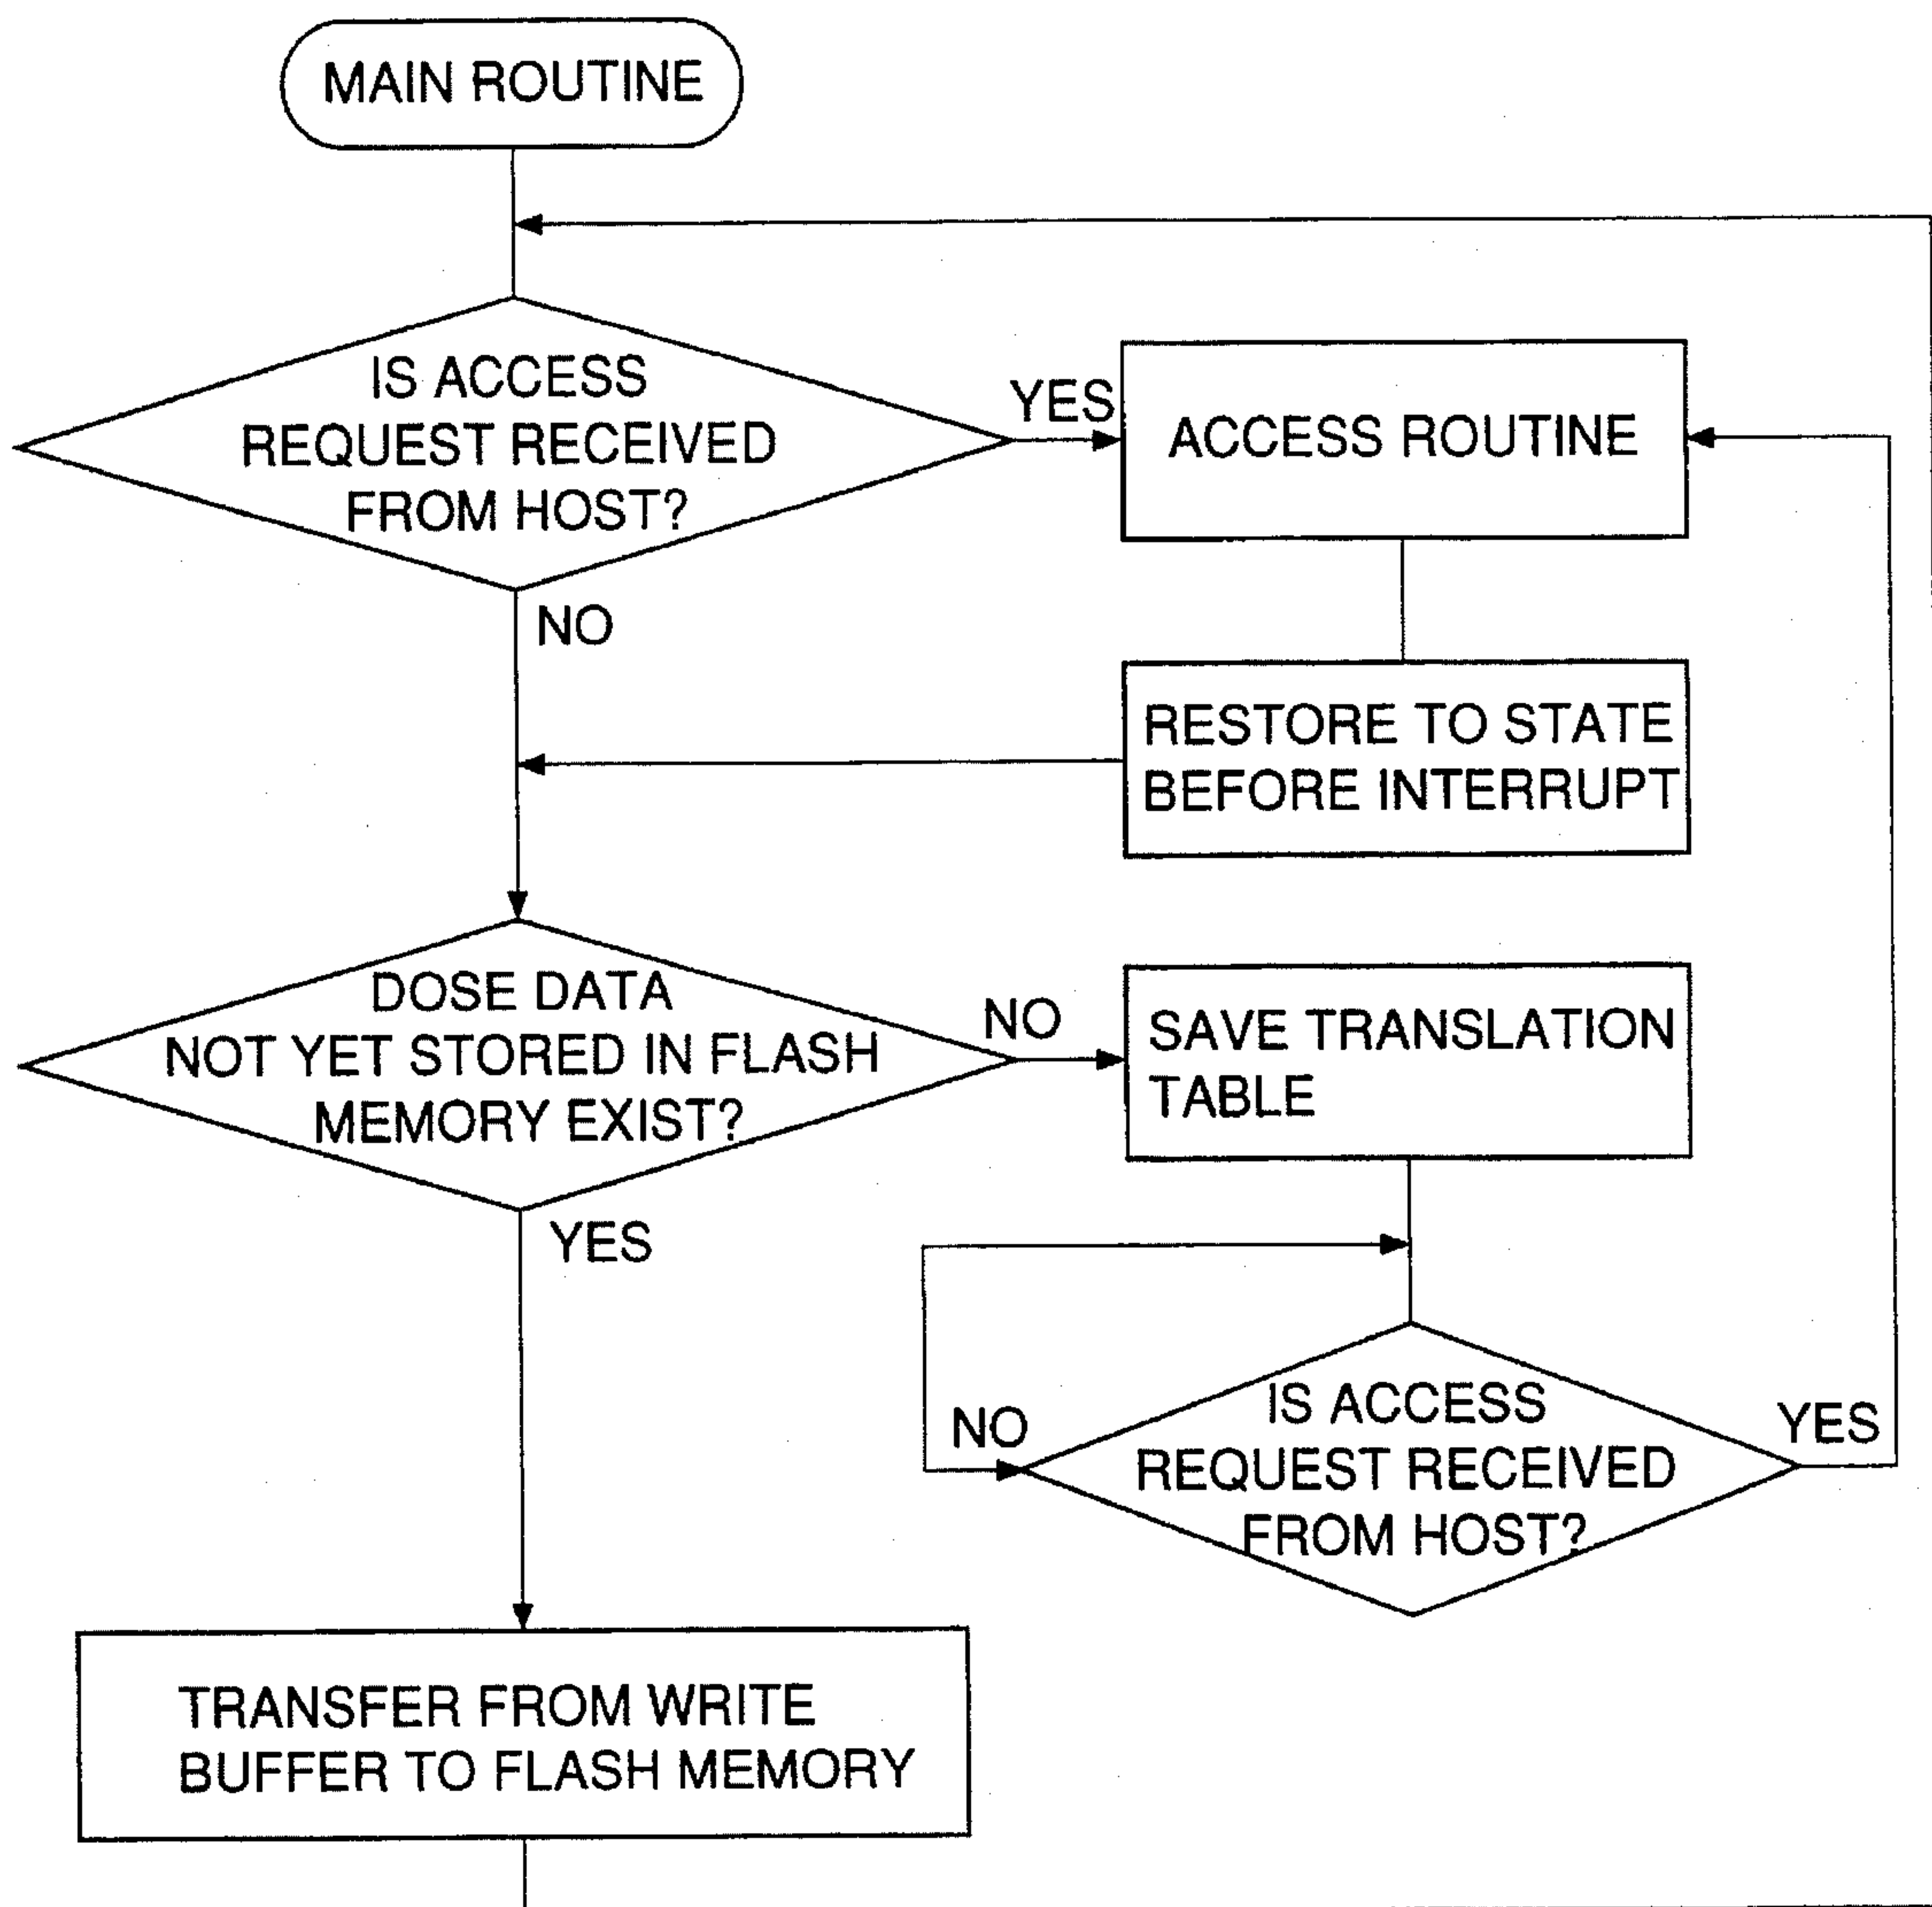 MAIN ROUTINE
IS ACCESS
REQUEST RECEIVED
FROM HOST?
YES
ACCESS ROUTINE
NO
RESTORE TO STATE
BEFORE INTERRUPT
DOSE DATA
NOT YET STORED IN FLASH
MEMORY EXIST?
NO
SAVE TRANSLATION
TABLE
YES
IS ACCESS
REQUEST RECEIVED
FROM HOST?
NO
YES
TRANSFER FROM WRITE
BUFFER TO FLASH MEMORY